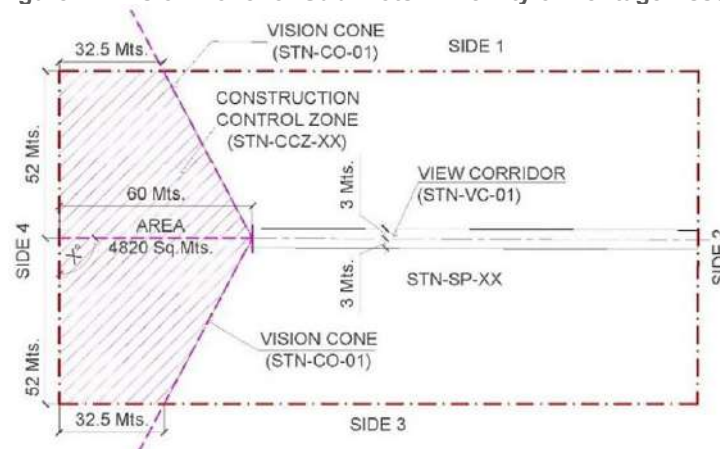 32.5 Mts.
VISION CONE
(STN-CO-01)
SIDE 1
CONSTRUCTION
CONTROL ZONE
(STN-CCZ-XX)
52 Mts.
60 Mts.
3 Mts.
VIEW CORRIDOR
(STN-VC-01)
SIDE 4
AREA
4820 Sq.Mts.
X°
SIDE 2
3 Mts.
STN-SP-XX
52 Mts.
VISION CONE
(STN-CO-01)
32.5 Mts.
SIDE 3